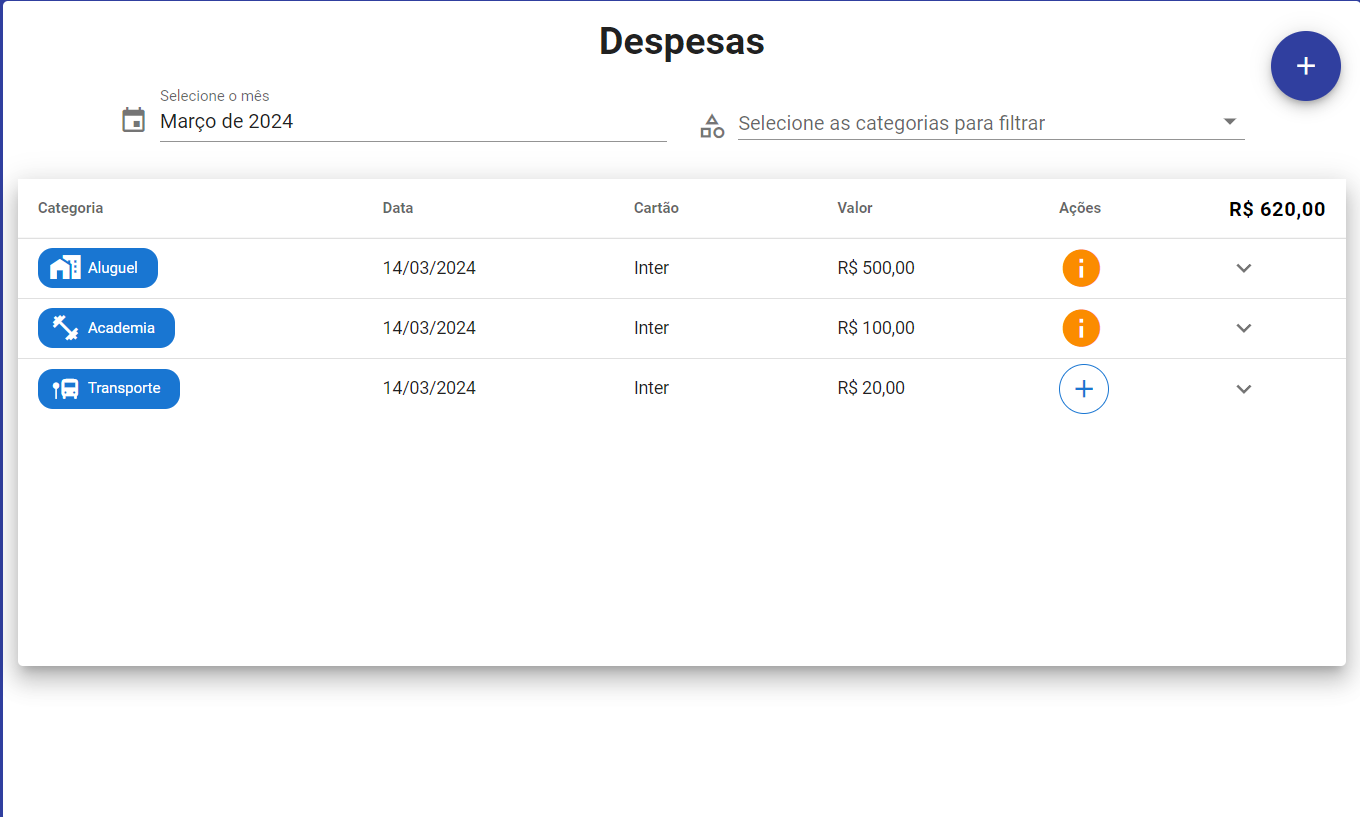 Despesas
Selecione o mês
Março de 2024
Selecione as categorias para filtrar
Categoria Data Cartão Valor Ações R$ 620,00
Aluguel 14/03/2024 Inter R$ 500,00
Academia 14/03/2024 Inter R$ 100,00
Transporte 14/03/2024 Inter R$ 20,00